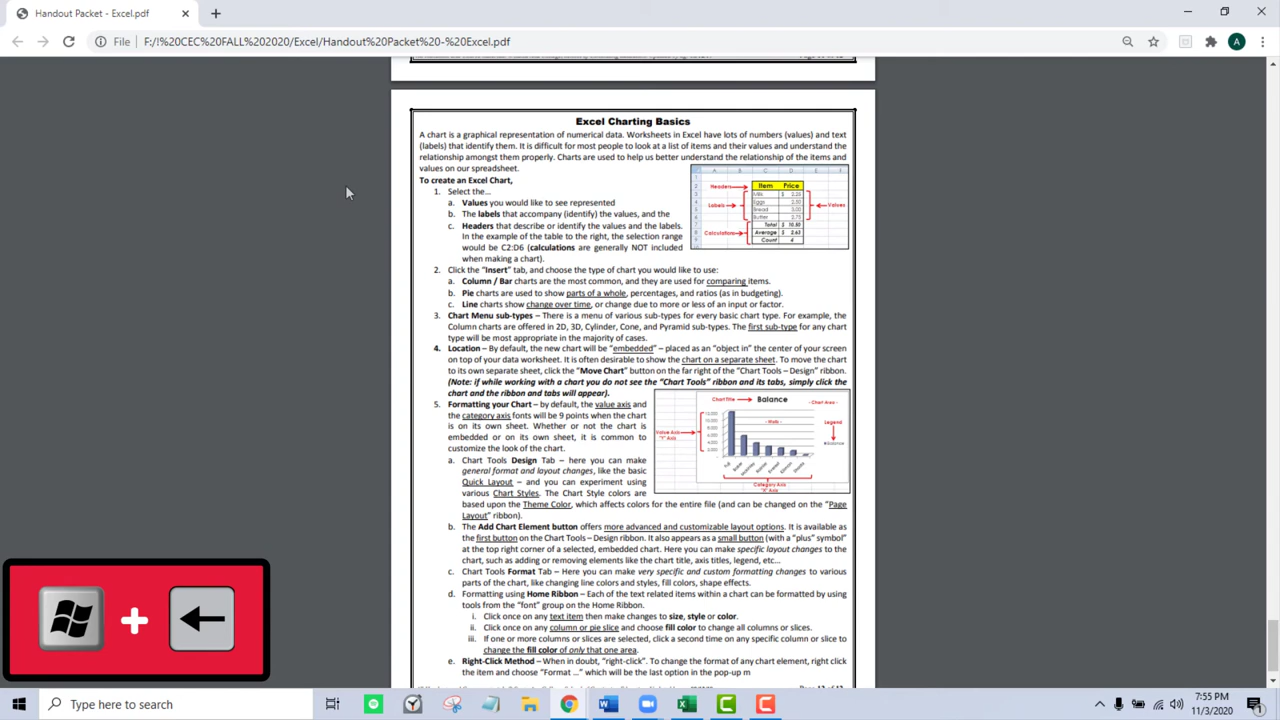 Handout Packet - Excel.pdf
File
F:/!%20CEC%20FALL%202020/Excel/Handout%20Packet%20-%20Excel.pdf
A
Excel Charting Basics
A chart is a graphical representation of numerical data. Worksheets in Excel have lots of numbers (values) and text
(labels) that identify them. It is difficult for most people to look at a list of items and their values and understand the
relationship amongst them properly. Charts are used to help us better understand the relationship of the items and
values on our spreadsheet.
To create an Excel Chart,
1. Select the...
a. Values you would like to see represented
b. The labels that accompany (identify) the values, and the
c. Headers that describe or identify the values and the labels.
In the example of the table to the right, the selection range
would be C2:D6 (calculations are generally NOT included
when making a chart).
A B C D E F
1
2 Headers Item Price
3 Milk $ 2.25
4 Eggs 2.50
5 Labels Bread 3.00 Values
6 Butter 2.75
7 Total $ 10.50
8 Calculations Average $ 2.63
9 Count 4
2. Click the "Insert" tab, and choose the type of chart you would like to use:
a. Column / Bar charts are the most common, and they are used for comparing items.
b. Pie charts are used to show parts of a whole, percentages, and ratios (as in budgeting).
c. Line charts show change over time, or change due to more or less of an input or factor.
3. Chart Menu sub-types – There is a menu of various sub-types for every basic chart type. For example, the
Column charts are offered in 2D, 3D, Cylinder, Cone, and Pyramid sub-types. The first sub-type for any chart
type will be most appropriate in the majority of cases.
4. Location – By default, the new chart will be "embedded" – placed as an "object in" the center of your screen
on top of your data worksheet. It is often desirable to show the chart on a separate sheet. To move the chart
to its own separate sheet, click the "Move Chart" button on the far right of the "Chart Tools – Design" ribbon.
(Note: if while working with a chart you do not see the "Chart Tools" ribbon and its tabs, simply click the
chart and the ribbon and tabs will appear).
5. Formatting your Chart – by default, the value axis and
the category axis fonts will be 9 points when the chart
is on its own sheet. Whether or not the chart is
embedded or on its own sheet, it is common to
customize the look of the chart.
a. Chart Tools Design Tab – here you can make
general format and layout changes, like the basic
Quick Layout – and you can experiment using
various Chart Styles. The Chart Style colors are
based upon the Theme Color, which affects colors for the entire file (and can be changed on the "Page
Layout" ribbon).
Chart Title Balance
- Chart Area -
- Walls -
Legend
Balance
Value Axis
"Y" Axis
Category Axis
"X" Axis
b. The Add Chart Element button offers more advanced and customizable layout options. It is available as
the first button on the Chart Tools – Design ribbon. It also appears as a small button (with a "plus" symbol"
at the top right corner of a selected, embedded chart. Here you can make specific layout changes to the
chart, such as adding or removing elements like the chart title, axis titles, legend, etc...
c. Chart Tools Format Tab – Here you can make very specific and custom formatting changes to various
parts of the chart, like changing line colors and styles, fill colors, shape effects.
d. Formatting using Home Ribbon – Each of the text related items within a chart can be formatted by using
tools from the "font" group on the Home Ribbon.
i. Click once on any text item then make changes to size, style or color.
ii. Click once on any column or pie slice and choose fill color to change all columns or slices.
iii. If one or more columns or slices are selected, click a second time on any specific column or slice to
change the fill color of only that one area.
e. Right-Click Method – When in doubt, "right-click". To change the format of any chart element, right click
the item and choose "Format ..." which will be the last option in the pop-up m
+
Type here to search
7:55 PM
11/3/2020